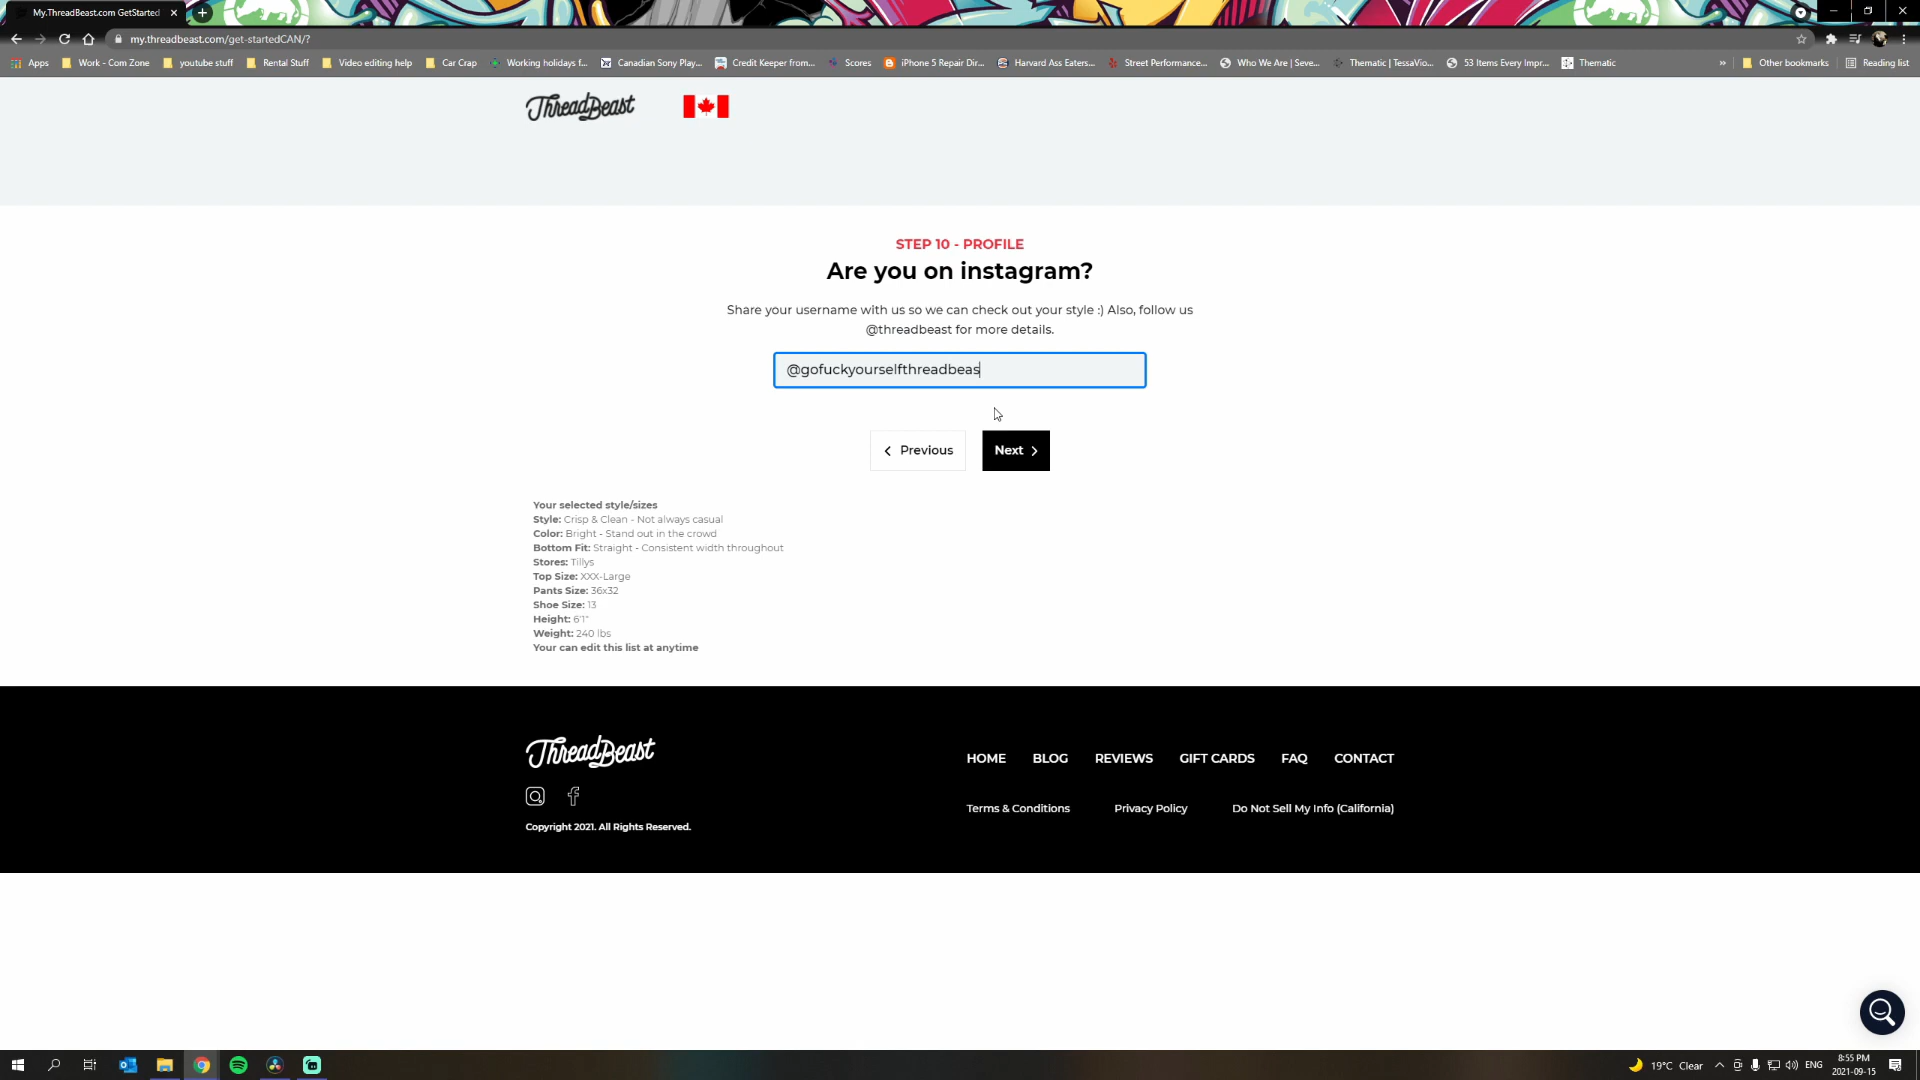 My.ThreadBeast.com GetStarted
my.threadbeast.com/get-startedCAN/?
Apps Work - Com Zone youtube stuff Rental Stuff Video editing help Car Crap Working holidays f... Canadian Sony Play... Credit Keeper from... Scores iPhone 5 Repair Dir... Harvard Ass Eaters... Street Performance... Who We Are | Seve... Thematic | TessaVio... 53 Items Every Impr... Thematic » Other bookmarks Reading list
ThreadBeast
STEP 10 - PROFILE
Are you on instagram?
Share your username with us so we can check out your style :) Also, follow us
@threadbeast for more details.
@gofuckyourselfthreadbeas
Previous Next
Your selected style/sizes
Style: Crisp & Clean - Not always casual
Color: Bright - Stand out in the crowd
Bottom Fit: Straight - Consistent width throughout
Stores: Tillys
Top Size: XXX-Large
Pants Size: 36x32
Shoe Size: 13
Height: 6'1"
Weight: 240 lbs
Your can edit this list at anytime
ThreadBeast
HOME BLOG REVIEWS GIFT CARDS FAQ CONTACT
Terms & Conditions Privacy Policy Do Not Sell My Info (California)
Copyright 2021. All Rights Reserved.
19°C Clear ENG 8:55 PM
2021-09-15